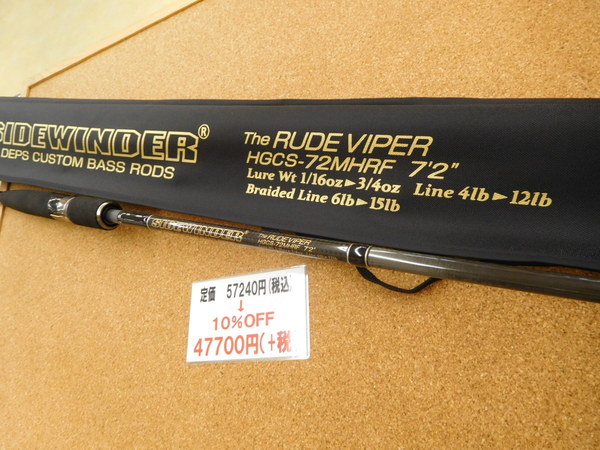 SIDEWINDER®
DEPS CUSTOM BASS RODS
The RUDE VIPER
HGCS-72MHRF 7'2"
Lure Wt 1/16oz►3/4oz Line 4lb►12lb
Braided Line 6lb►15lb
SIDEWINDER
The RUDE VIPER
HGCS-72MHRF 7'2"
定価 57240円(税込)
↓
10%OFF
47700円(+税